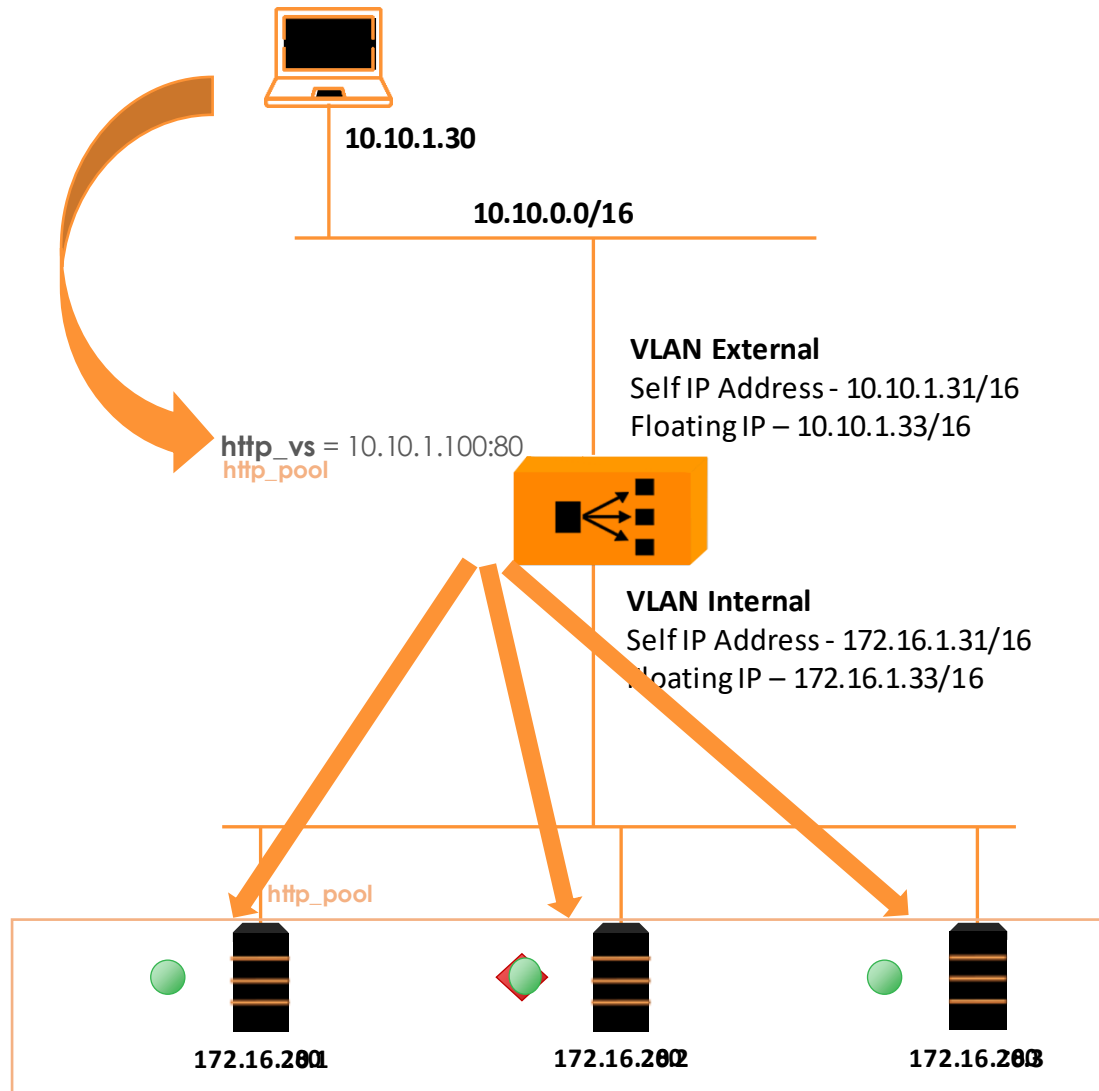 10.10.1.30
10.10.0.0/16
VLAN External
Self IP Address - 10.10.1.31/16
Floating IP – 10.10.1.33/16
http_vs = 10.10.1.100:80
http_pool
VLAN Internal
Self IP Address - 172.16.1.31/16
Floating IP – 172.16.1.33/16
http_pool